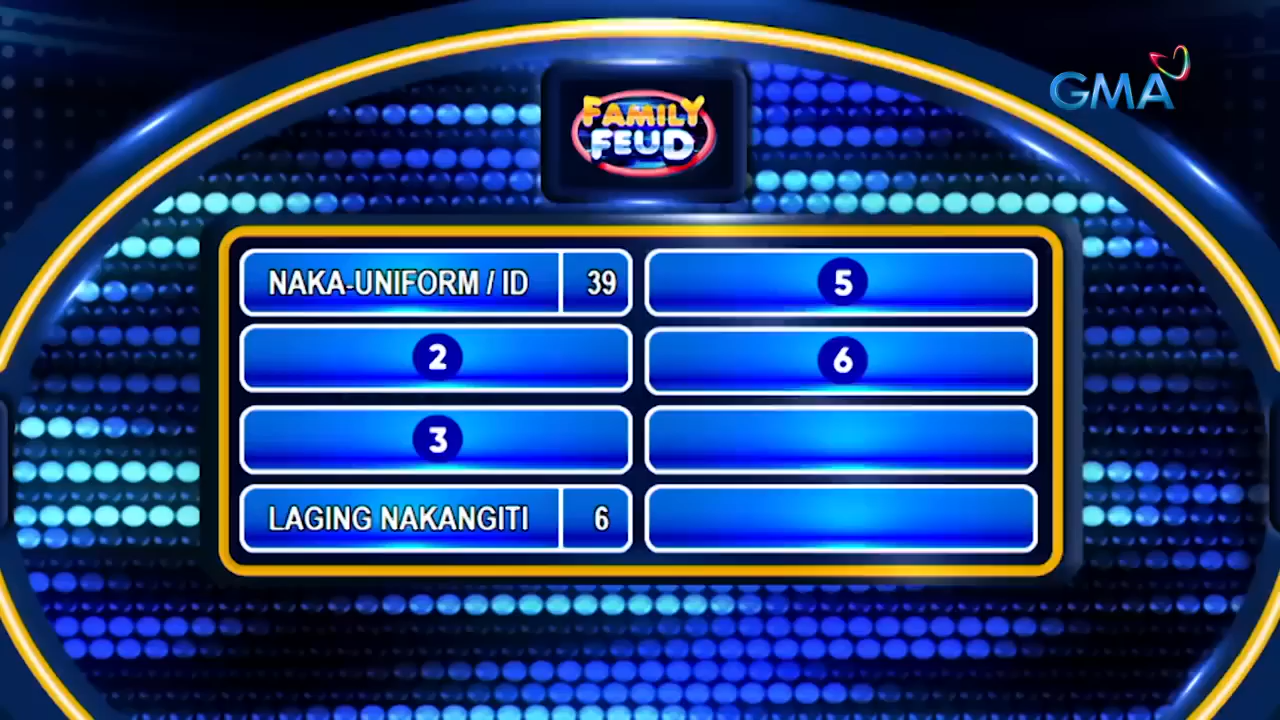 GMA
FAMILY
FEUD
NAKA-UNIFORM / ID 39
2
3
LAGING NAKANGITI 6
5
6